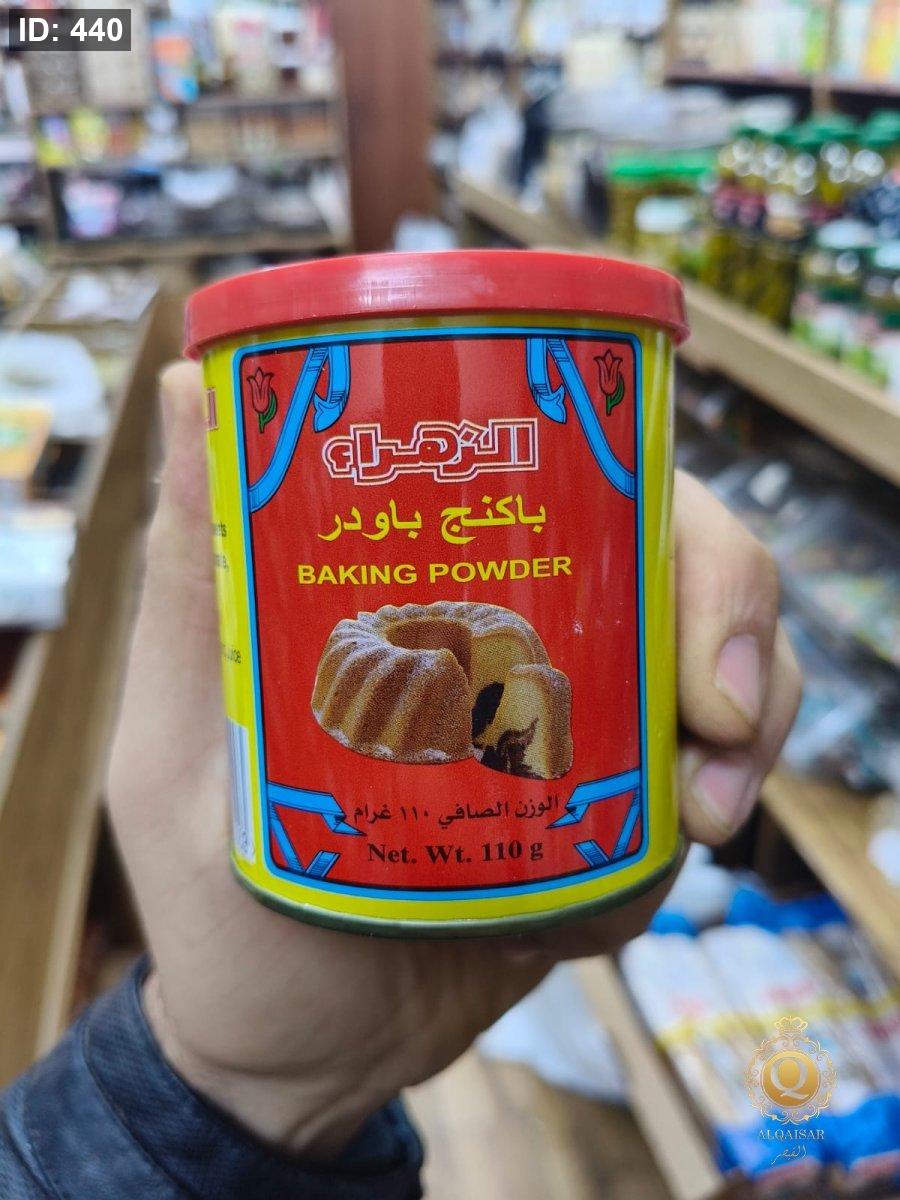 ID: 440
الزهراء
باكنج باودر
BAKING POWDER
الوزن الصافي ١١٠ غرام
Net. Wt. 110 g
Q
ALQAISAR
القيصر